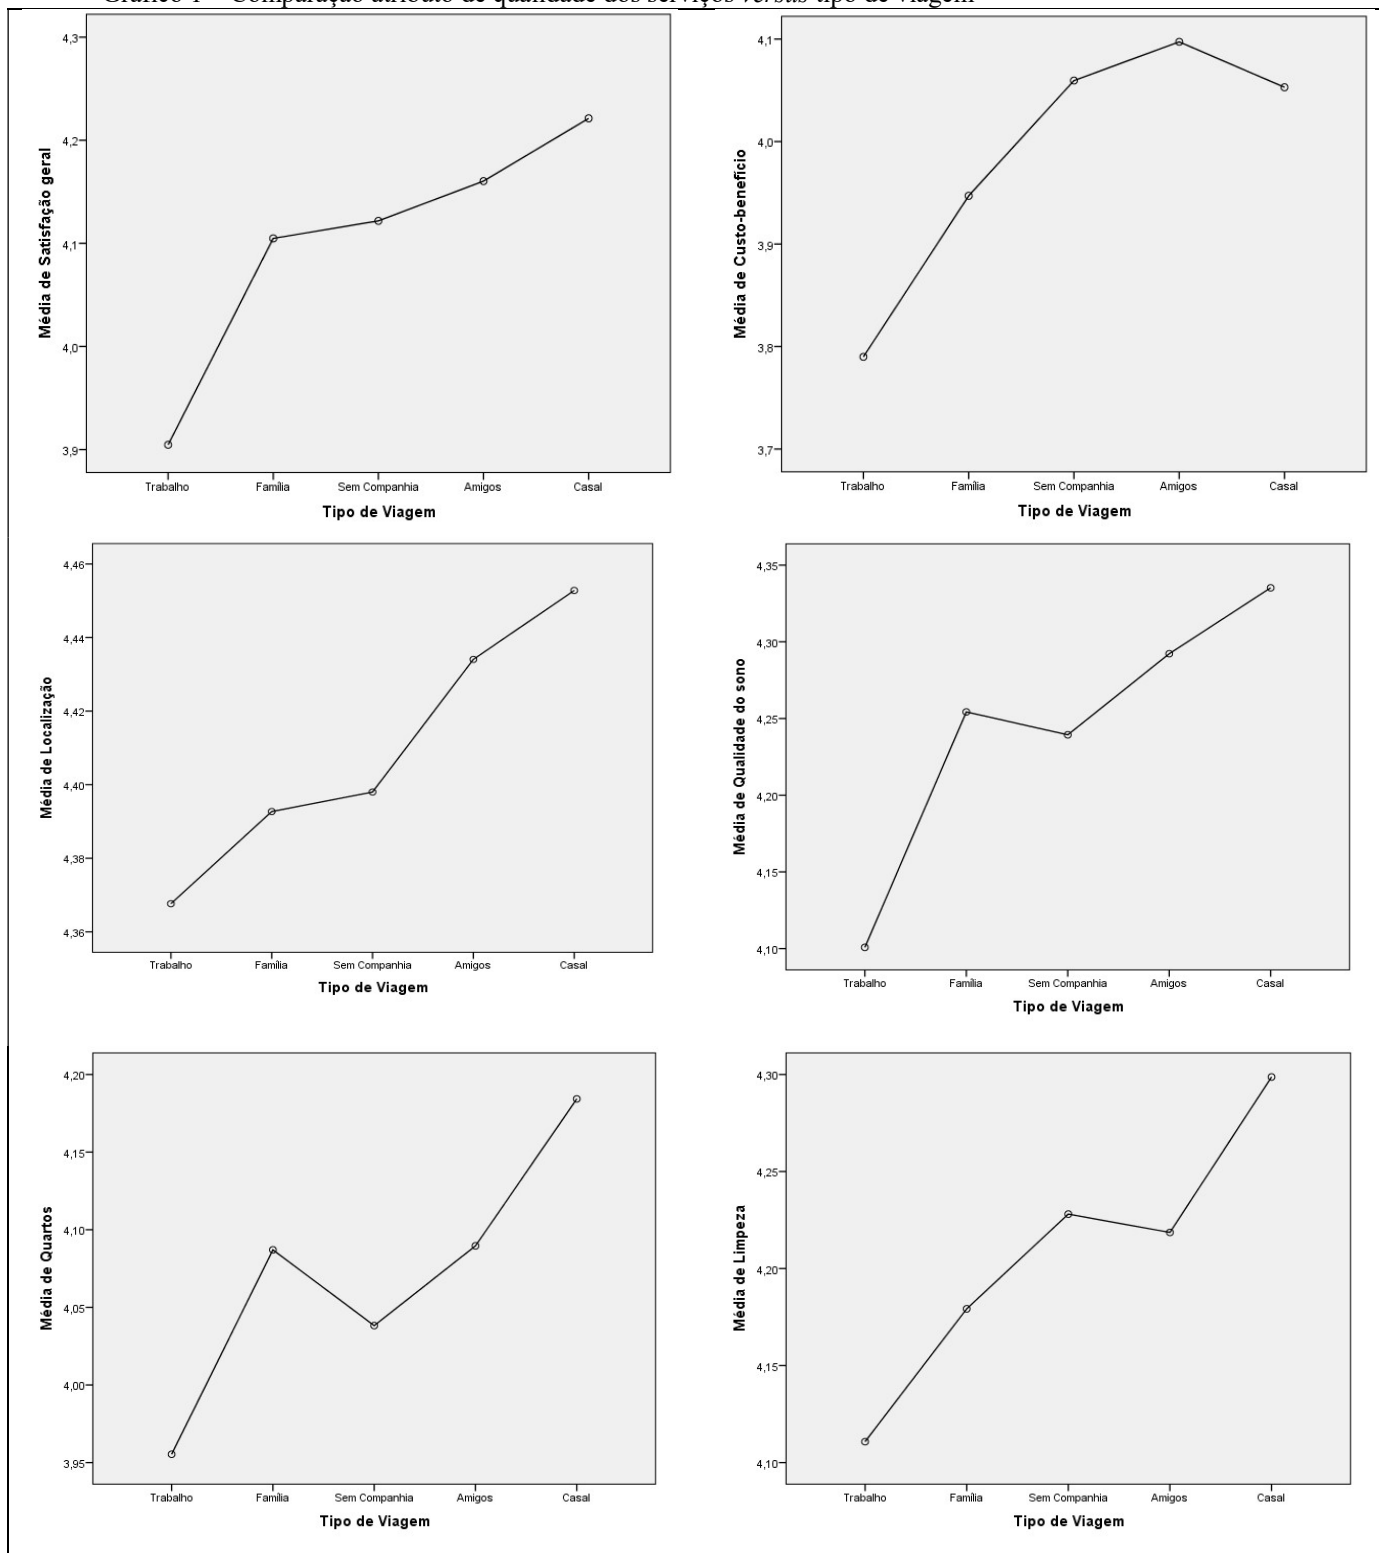 Gráfico 1 – Comparação atributo de qualidade dos serviços versus tipo de viagem
Média de Satisfação geral
4,3
4,2
4,1
4,0
3,9
Trabalho Família Sem Companhia Amigos Casal
Tipo de Viagem
Média de Custo-benefício
4,1
4,0
3,9
3,8
3,7
Trabalho Família Sem Companhia Amigos Casal
Tipo de Viagem
Média de Localização
4,46
4,44
4,42
4,40
4,38
4,36
Trabalho Família Sem Companhia Amigos Casal
Tipo de Viagem
Média de Qualidade do sono
4,35
4,30
4,25
4,20
4,15
4,10
Trabalho Família Sem Companhia Amigos Casal
Tipo de Viagem
Média de Quartos
4,20
4,15
4,10
4,05
4,00
3,95
Trabalho Família Sem Companhia Amigos Casal
Tipo de Viagem
Média de Limpeza
4,30
4,25
4,20
4,15
4,10
Trabalho Família Sem Companhia Amigos Casal
Tipo de Viagem